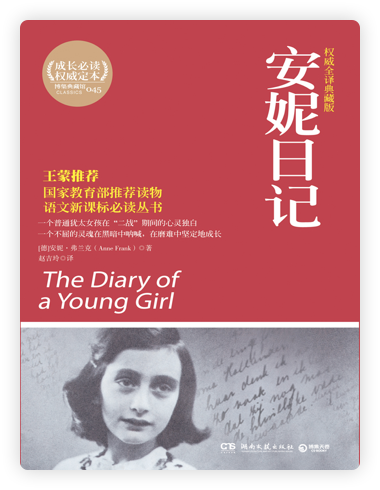 成长必读
权威定本
博集典藏馆
CLASSICS 045
权威全译典藏版
安妮日记
王蒙推荐
国家教育部推荐读物
语文新课标必读丛书
一个普通犹太女孩在“二战”期间的心灵独白
一个不屈的灵魂在黑暗中呐喊，在磨难中坚定地成长
[德]安妮·弗兰克（Anne Frank）◎著
赵吉玲◎译
The Diary of
a Young Girl
湖南文艺出版社
博集天卷